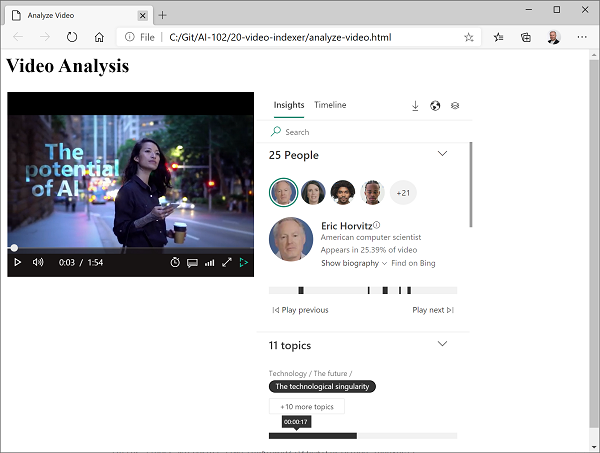 Analyze Video
File
C:/Git/AI-102/20-video-indexer/analyze-video.html
Video Analysis
The
potential
of AI
0:03 / 1:54
Insights
Timeline
Search
25 People
+21
Eric Horvitz
American computer scientist
Appears in 25.39% of video
Show biography
Find on Bing
Play previous
Play next
11 topics
Technology / The future /
The technological singularity
+10 more topics
00:00:17